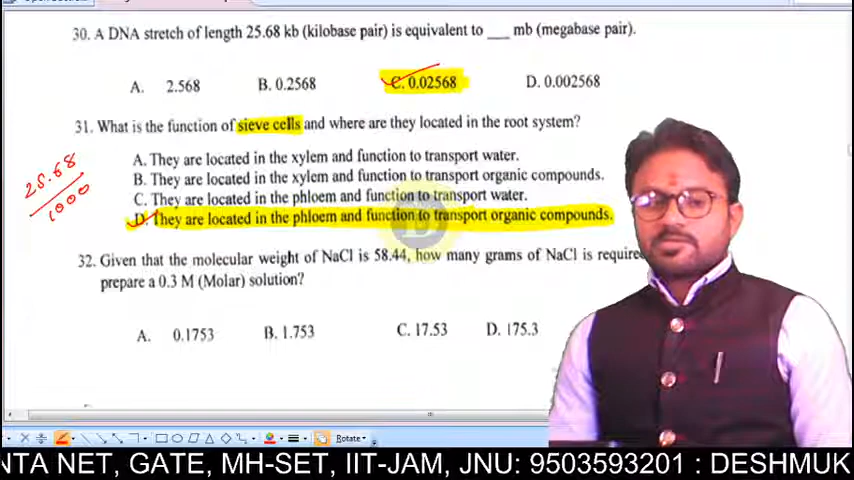 30. A DNA stretch of length 25.68 kb (kilobase pair) is equivalent to ___ mb (megabase pair).
A. 2.568 B. 0.2568 C. 0.02568 D. 0.002568
31. What is the function of sieve cells and where are they located in the root system?
A. They are located in the xylem and function to transport water.
B. They are located in the xylem and function to transport organic compounds.
C. They are located in the phloem and function to transport water.
D. They are located in the phloem and function to transport organic compounds.
25.68
1000
32. Given that the molecular weight of NaCl is 58.44, how many grams of NaCl is require
prepare a 0.3 M (Molar) solution?
A. 0.1753 B. 1.753 C. 17.53 D. 175.3
Rotate
NTA NET, GATE, MH-SET, IIT-JAM, JNU: 9503593201 : DESHMUK